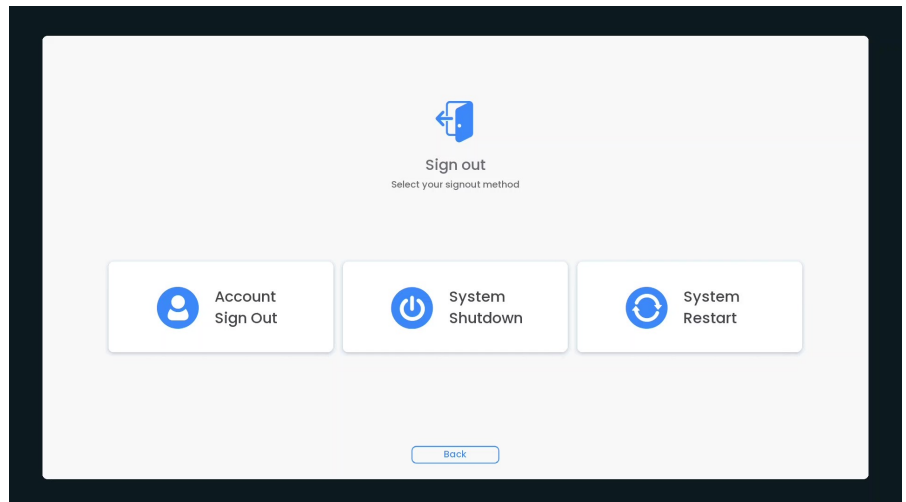 Sign out
Select your signout method
Account
Sign Out
System
Shutdown
System
Restart
Back